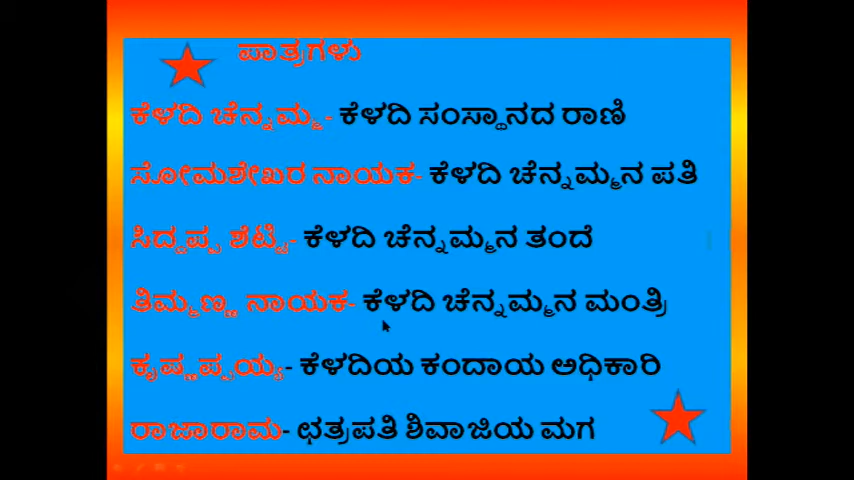 ಪಾತ್ರಗಳು
ಕೆಳದಿ ಚೆನ್ನಮ್ಮ- ಕೆಳದಿ ಸಂಸ್ಥಾನದ ರಾಣಿ
ಸೋಮಶೇಖರ ನಾಯಕ- ಕೆಳದಿ ಚೆನ್ನಮ್ಮನ ಪತಿ
ಸಿದ್ದಪ್ಪ ಶೆಟ್ಟಿ- ಕೆಳದಿ ಚೆನ್ನಮ್ಮನ ತಂದೆ
ತಿಮ್ಮಣ್ಣ ನಾಯಕ- ಕೆಳದಿ ಚೆನ್ನಮ್ಮನ ಮಂತ್ರಿ
ಕೃಷ್ಣಪ್ಪಯ್ಯ- ಕೆಳದಿಯ ಕಂದಾಯ ಅಧಿಕಾರಿ
ರಾಜಾರಾಮ- ಛತ್ರಪತಿ ಶಿವಾಜಿಯ ಮಗ